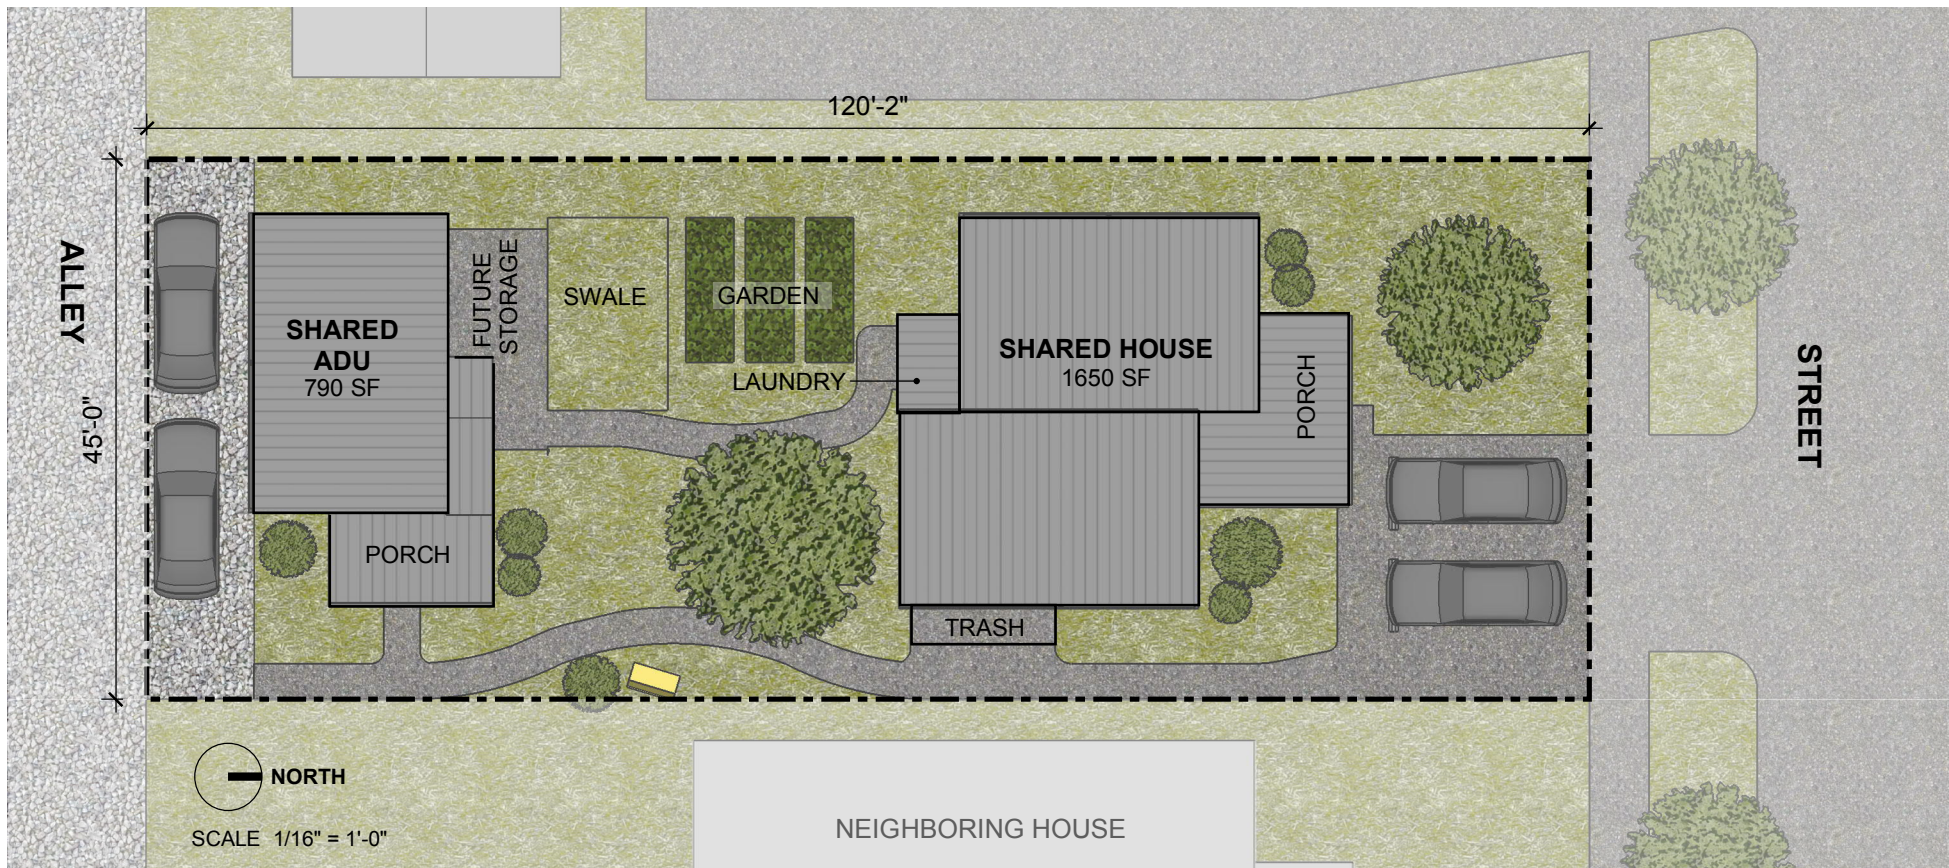 120'-2"
ALLEY
45'-0"
SHARED
ADU
790 SF
FUTURE
STORAGE
SWALE
GARDEN
LAUNDRY
SHARED HOUSE
1650 SF
PORCH
STREET
PORCH
TRASH
NORTH
SCALE 1/16" = 1'-0"
NEIGHBORING HOUSE